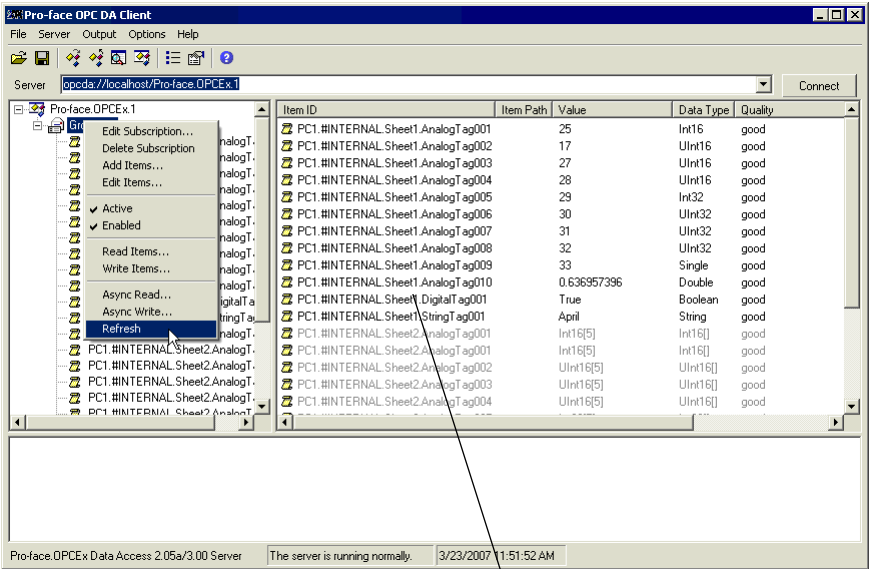 Pro-face OPC DA Client
File Server Output Options Help
Server opcda://localhost/Pro-face.OPCEx.1 Connect
Pro-face.OPCEx.1
Edit Subscription...
Delete Subscription
Add Items...
Edit Items...
Active
Enabled
Read Items...
Write Items...
Async Read...
Async Write...
Refresh
PC1.#INTERNAL.Sheet2.AnalogT
PC1.#INTERNAL.Sheet2.AnalogT
PC1.#INTERNAL.Sheet2.AnalogT
PC1.#INTERNAL.Sheet2.AnalogT
PC1.#INTERNAL.Sheet2.AnalogT
Item ID Item Path Value Data Type Quality
PC1.#INTERNAL.Sheet1.AnalogTag001 25 Int16 good
PC1.#INTERNAL.Sheet1.AnalogTag002 17 UInt16 good
PC1.#INTERNAL.Sheet1.AnalogTag003 27 UInt16 good
PC1.#INTERNAL.Sheet1.AnalogTag004 28 UInt16 good
PC1.#INTERNAL.Sheet1.AnalogTag005 29 Int32 good
PC1.#INTERNAL.Sheet1.AnalogTag006 30 UInt32 good
PC1.#INTERNAL.Sheet1.AnalogTag007 31 UInt32 good
PC1.#INTERNAL.Sheet1.AnalogTag008 32 UInt32 good
PC1.#INTERNAL.Sheet1.AnalogTag009 33 Single good
PC1.#INTERNAL.Sheet1.AnalogTag010 0.636957396 Double good
PC1.#INTERNAL.Sheet1.DigitalTag001 True Boolean good
PC1.#INTERNAL.Sheet1.StringTag001 April String good
PC1.#INTERNAL.Sheet2.AnalogTag001 Int16[5] Int16[] good
PC1.#INTERNAL.Sheet2.AnalogTag001 Int16[5] Int16[] good
PC1.#INTERNAL.Sheet2.AnalogTag002 UInt16[5] UInt16[] good
PC1.#INTERNAL.Sheet2.AnalogTag003 UInt16[5] UInt16[] good
PC1.#INTERNAL.Sheet2.AnalogTag004 UInt16[5] UInt16[] good
Pro-face.OPCEx Data Access 2.05a/3.00 Server The server is running normally. 3/23/2007 11:51:52 AM